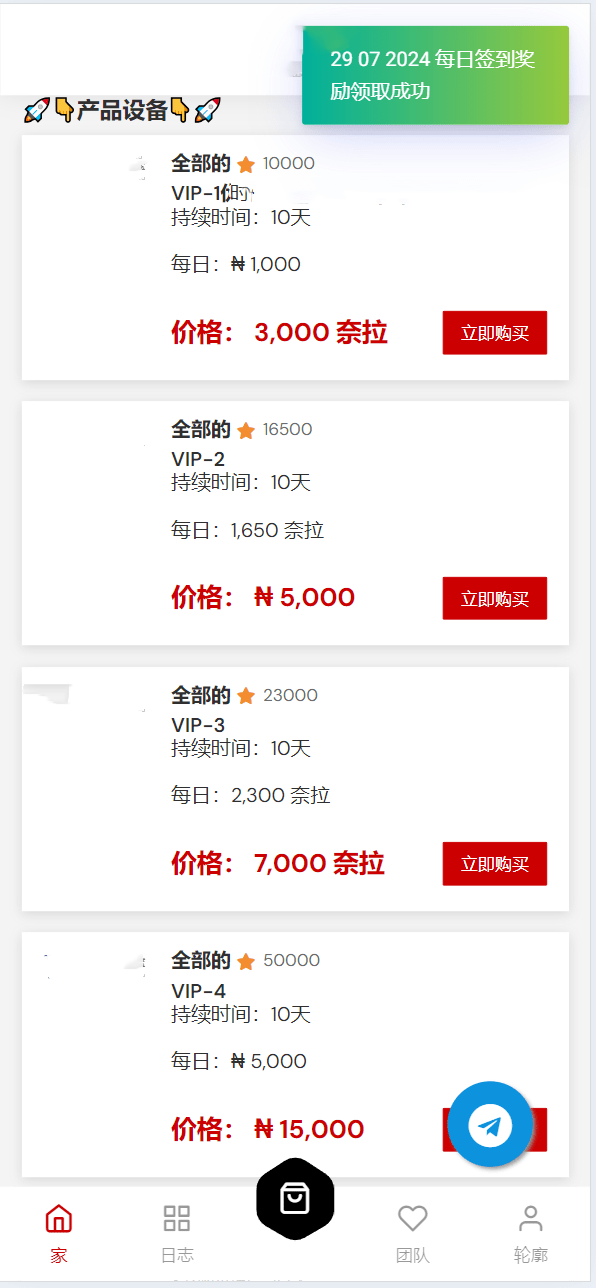 29 07 2024 每日签到奖
励领取成功
🚀👇产品设备👇🚀
全部的 ⭐ 10000
VIP-1
持续时间：10天
每日：₦ 1,000
价格： 3,000 奈拉
立即购买
全部的 ⭐ 16500
VIP-2
持续时间：10天
每日：1,650 奈拉
价格： ₦ 5,000
立即购买
全部的 ⭐ 23000
VIP-3
持续时间：10天
每日：2,300 奈拉
价格： 7,000 奈拉
立即购买
全部的 ⭐ 50000
VIP-4
持续时间：10天
每日：₦ 5,000
价格： ₦ 15,000
家
日志
团队
轮廓